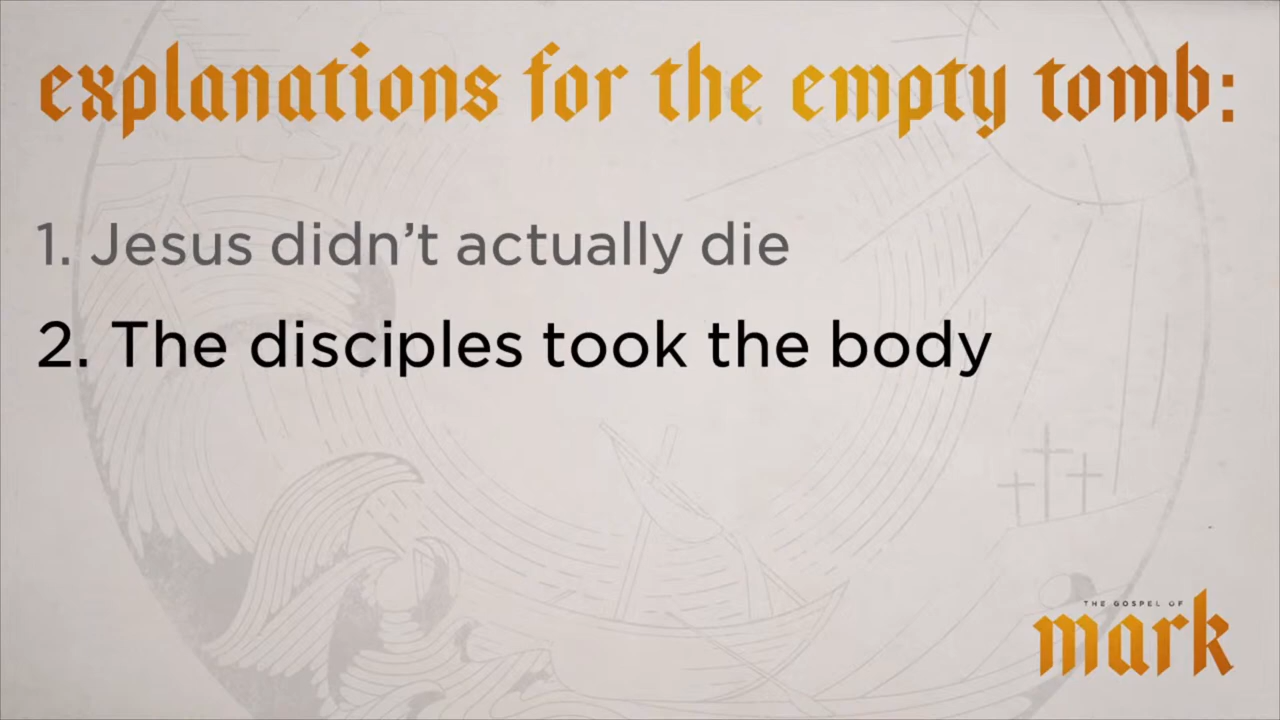 explanations for the empty tomb:
1. Jesus didn’t actually die
2. The disciples took the body
THE GOSPEL OF
mark